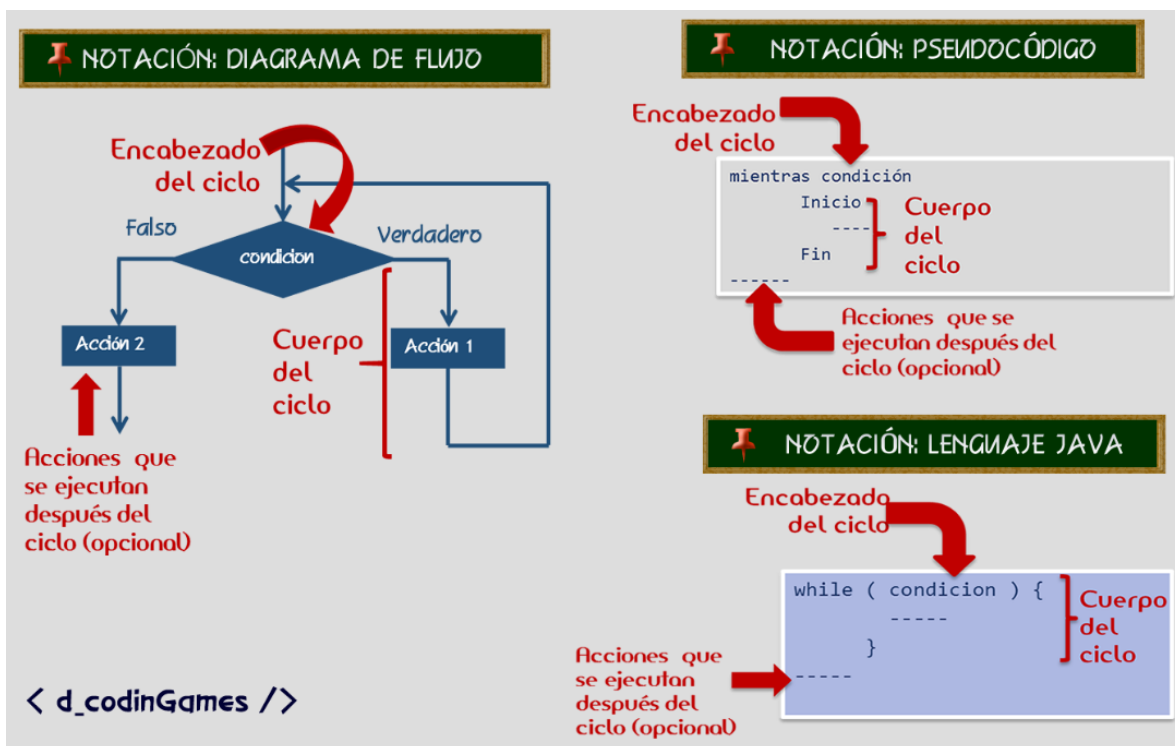 NOTACIÓN: DIAGRAMA DE FLUJO
Encabezado
del ciclo
Falso
Verdadero
condicion
Acción 2
Acción 1
Cuerpo
del
ciclo
Acciones que
se ejecutan
después del
ciclo (opcional)
< d_codinGames />
NOTACIÓN: PSEUDOCÓDIGO
Encabezado
del ciclo
mientras condición
Inicio
----
Fin
------
Cuerpo
del
ciclo
Acciones que se
ejecutan después del
ciclo (opcional)
NOTACIÓN: LENGUAJE JAVA
Encabezado
del ciclo
while ( condicion ) {
-----
}
-----
Cuerpo
del
ciclo
Acciones que
se ejecutan
después del
ciclo (opcional)